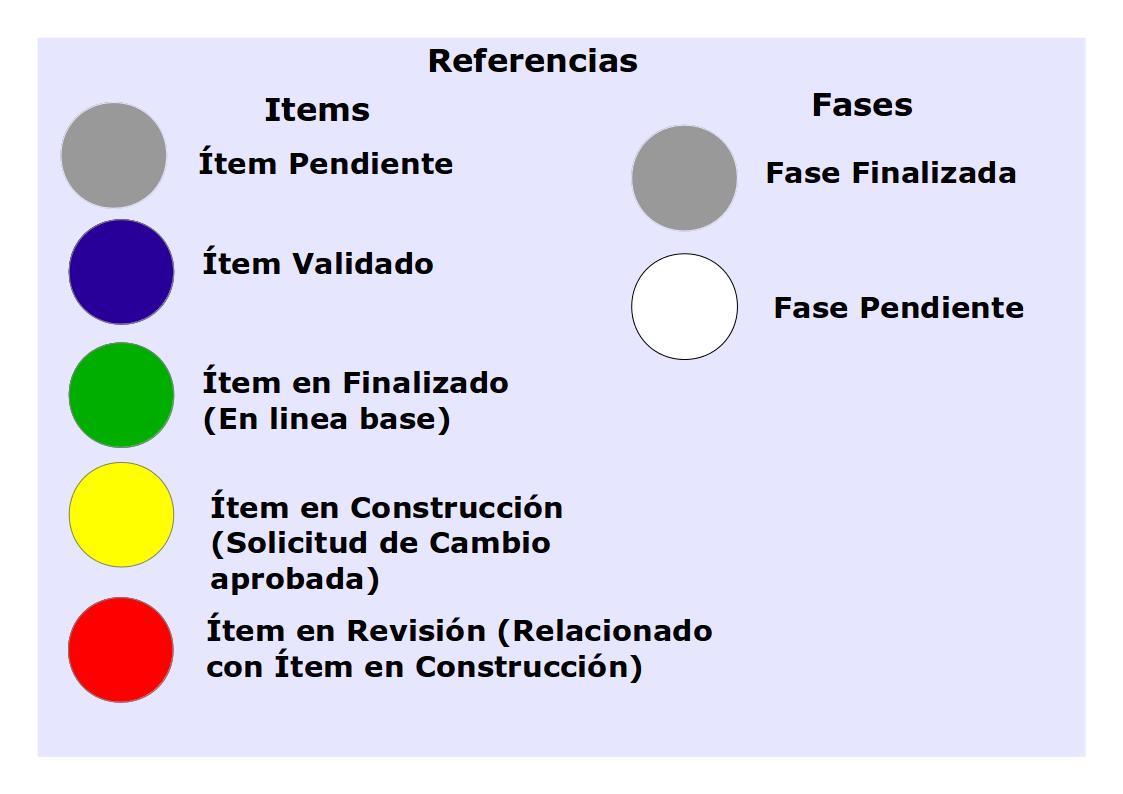 Referencias
Items
Ítem Pendiente
Ítem Validado
Ítem en Finalizado
(En linea base)
Ítem en Construcción
(Solicitud de Cambio
aprobada)
Ítem en Revisión (Relacionado
con Ítem en Construcción)
Fases
Fase Finalizada
Fase Pendiente